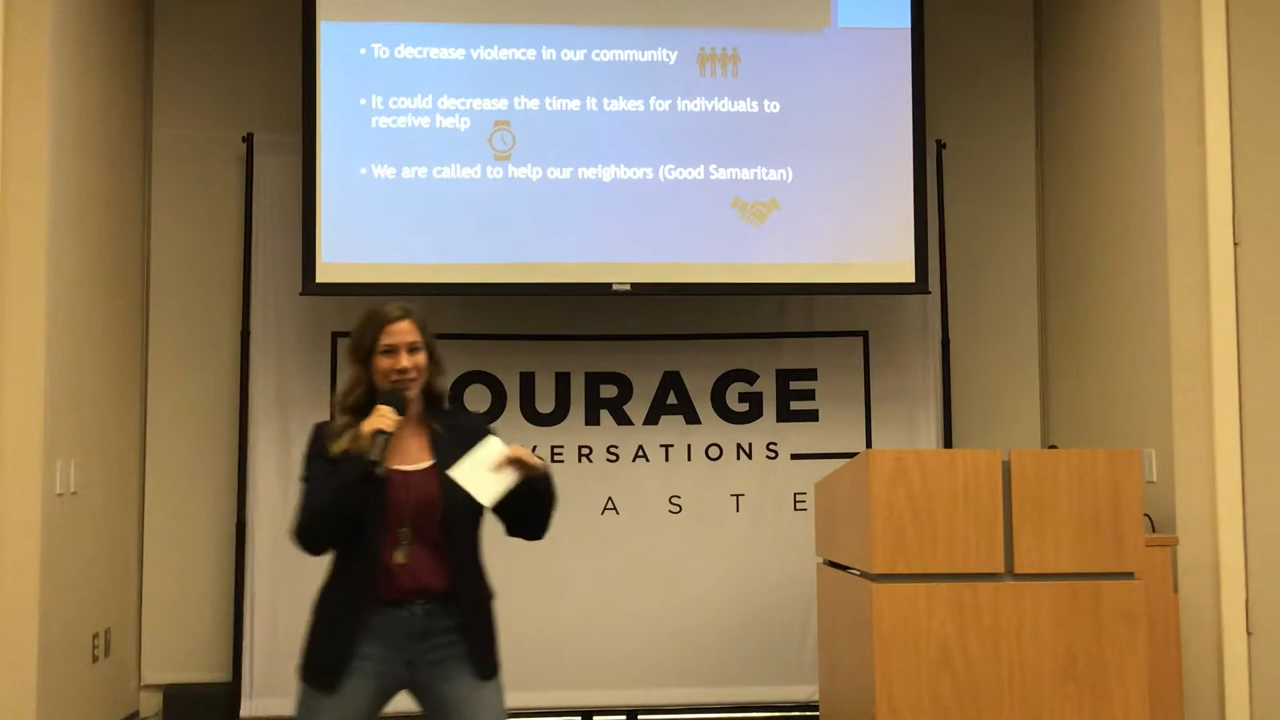 • To decrease violence in our community
• It could decrease the time it takes for individuals to
receive help
• We are called to help our neighbors (Good Samaritan)
OURAGE
ERSATIONS
A S T E